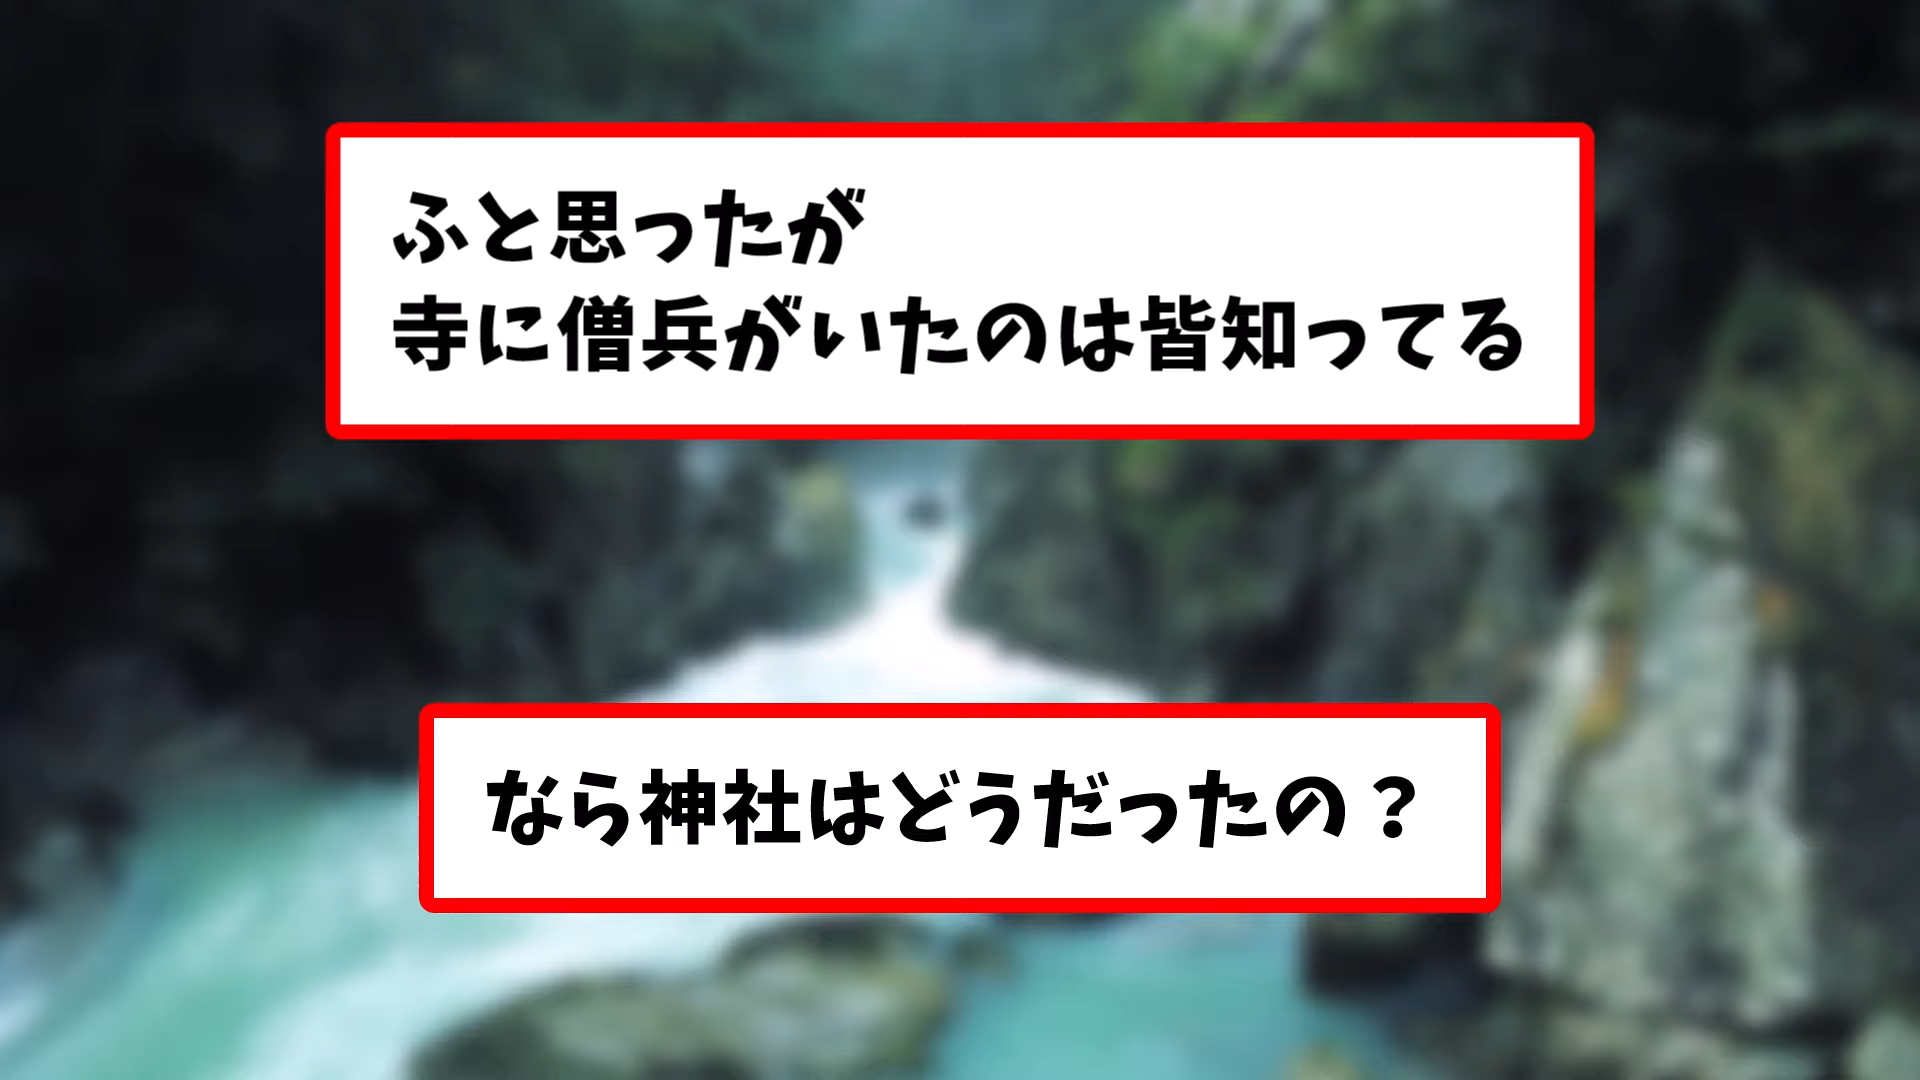 ふと思ったが
寺に僧兵がいたのは皆知ってる
なら神社はどうだったの？